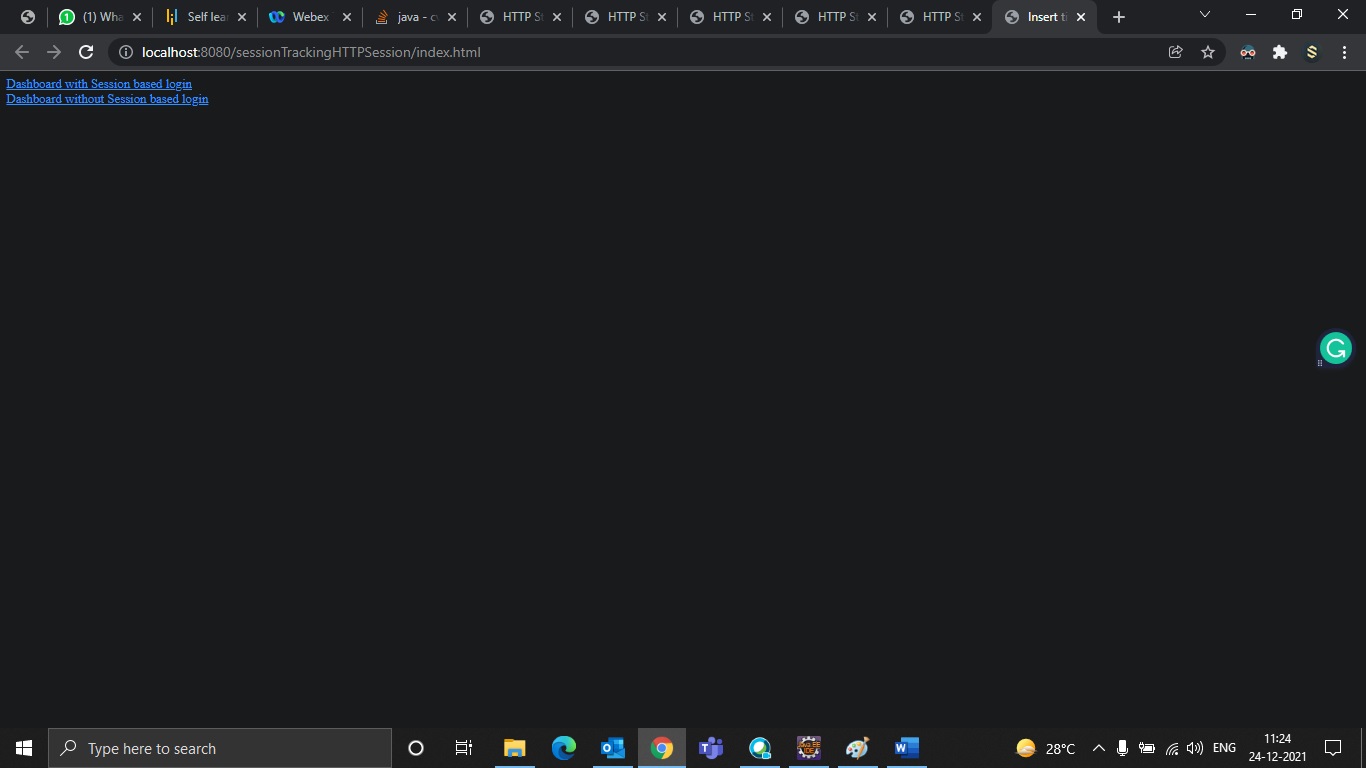 (1) Wha
Self lea
Webex
java - c
HTTP St
HTTP St
HTTP St
HTTP St
HTTP St
Insert ti
localhost:8080/sessionTrackingHTTPSession/index.html
Dashboard with Session based login
Dashboard without Session based login
Type here to search
28°C
ENG
11:24
24-12-2021